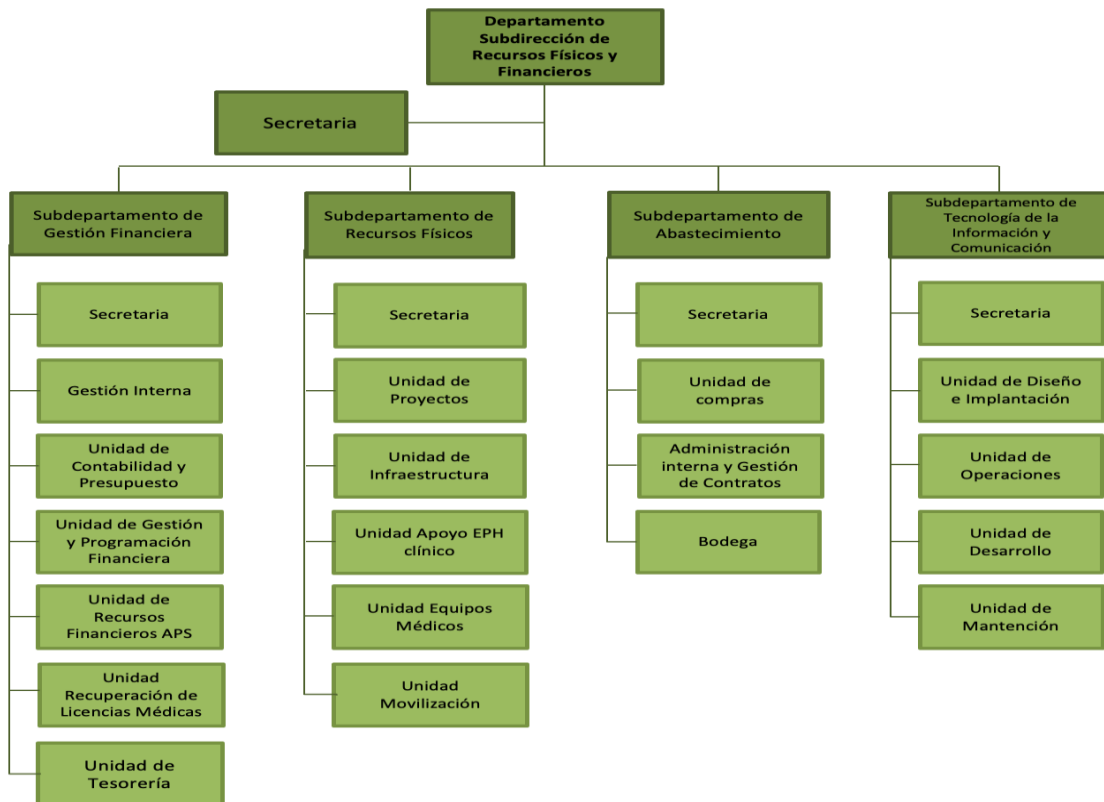 Departamento
Subdirección de
Recursos Físicos y
Financieros
Secretaria
Subdepartamento de
Gestión Financiera
Secretaria
Gestión Interna
Unidad de
Contabilidad y
Presupuesto
Unidad de Gestión
y Programación
Financiera
Unidad de
Recursos
Financieros APS
Unidad
Recuperación de
Licencias Médicas
Unidad de
Tesorería
Subdepartamento de
Recursos Físicos
Secretaria
Unidad de
Proyectos
Unidad de
Infraestructura
Unidad Apoyo EPH
clínico
Unidad Equipos
Médicos
Unidad
Movilización
Subdepartamento de
Abastecimiento
Secretaria
Unidad de
compras
Administración
interna y Gestión
de Contratos
Bodega
Subdepartamento de
Tecnología de la
Información y
Comunicación
Secretaria
Unidad de Diseño
e Implantación
Unidad de
Operaciones
Unidad de
Desarrollo
Unidad de
Mantención